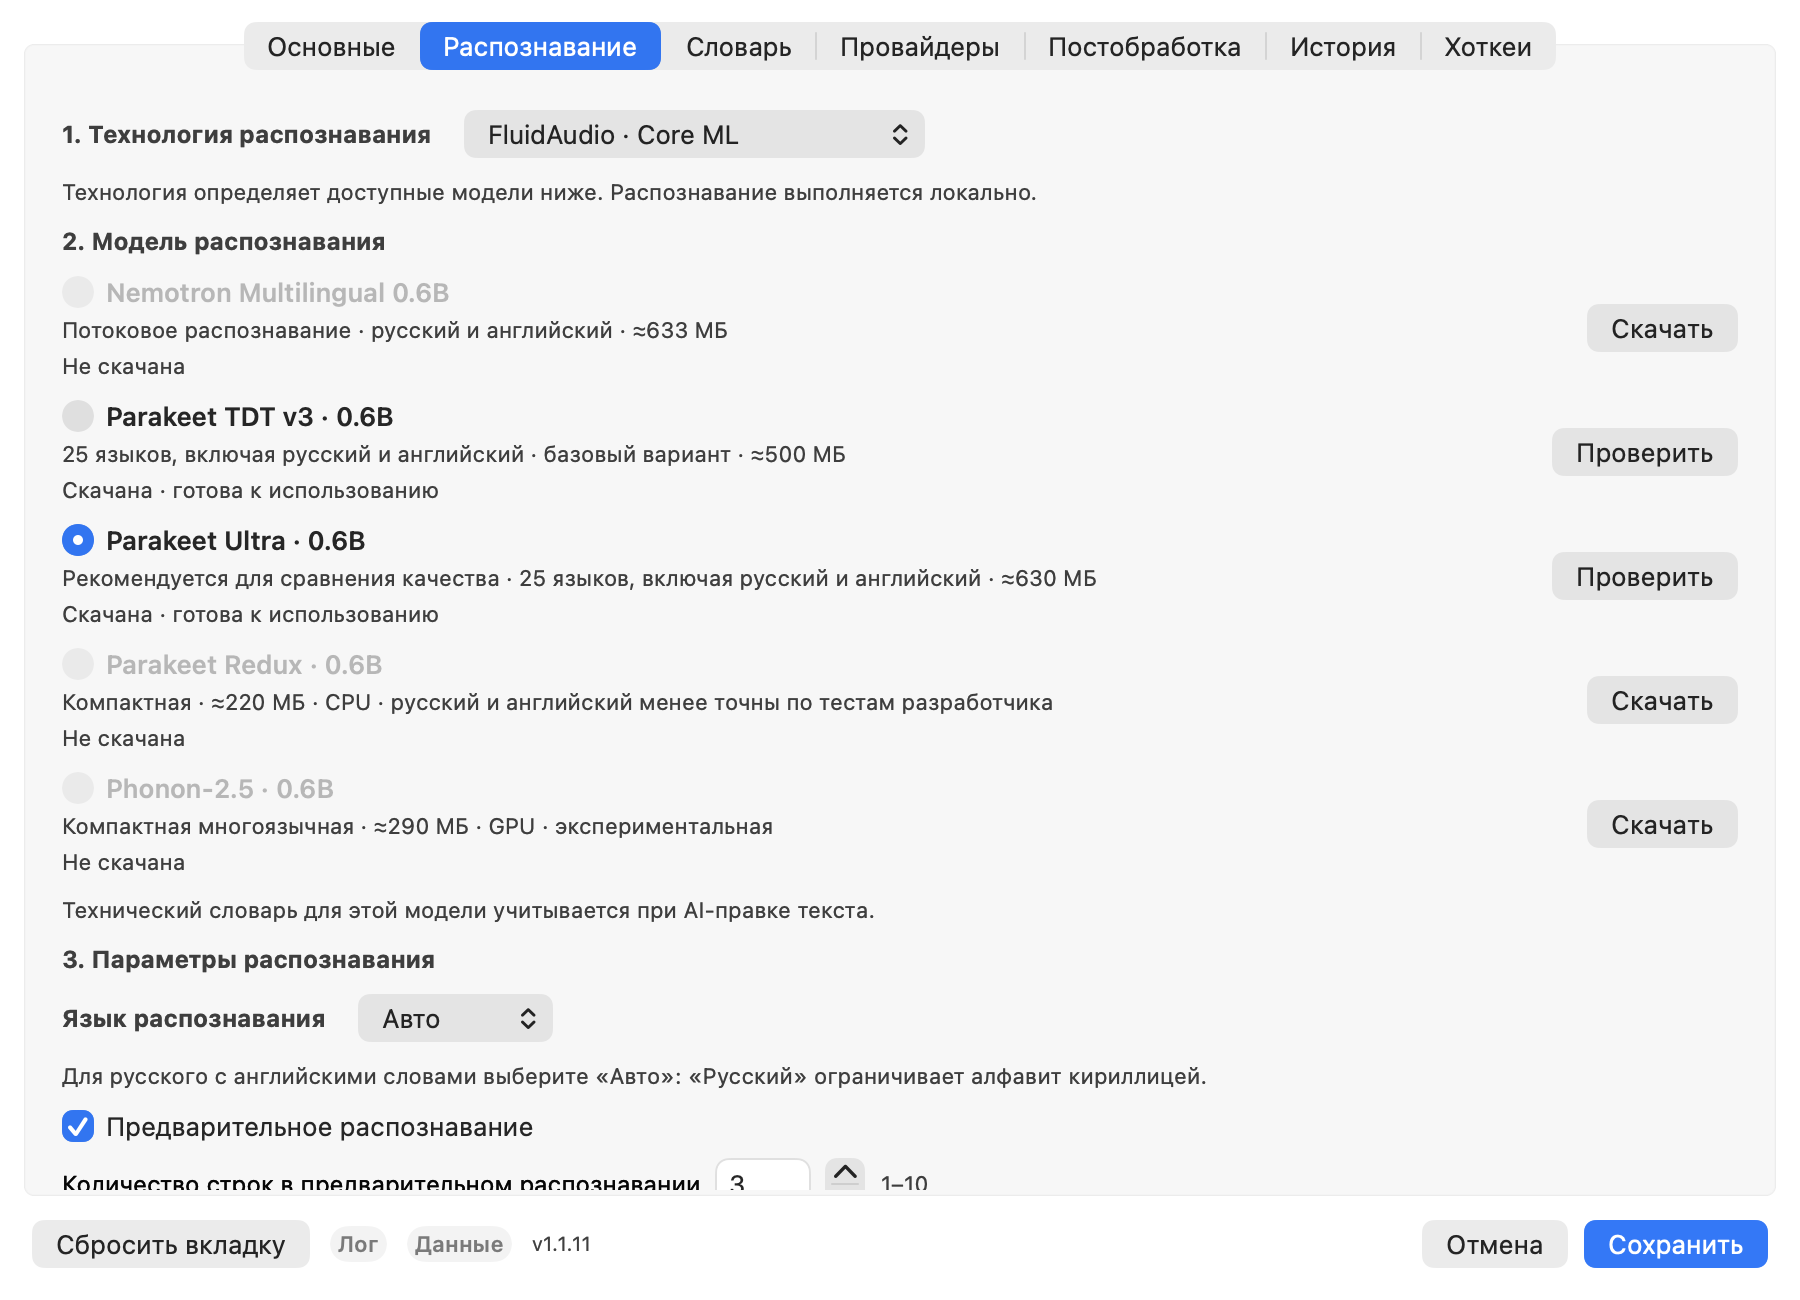 Основные Распознавание Словарь Провайдеры Постобработка История Хоткеи
1. Технология распознавания FluidAudio · Core ML
Технология определяет доступные модели ниже. Распознавание выполняется локально.
2. Модель распознавания
Nemotron Multilingual 0.6B
Потоковое распознавание · русский и английский · ≈633 МБ
Скачать
Не скачана
Parakeet TDT v3 · 0.6B
25 языков, включая русский и английский · базовый вариант · ≈500 МБ
Проверить
Скачана · готова к использованию
Parakeet Ultra · 0.6B
Рекомендуется для сравнения качества · 25 языков, включая русский и английский · ≈630 МБ
Проверить
Скачана · готова к использованию
Parakeet Redux · 0.6B
Компактная · ≈220 МБ · CPU · русский и английский менее точны по тестам разработчика
Скачать
Не скачана
Phonon-2.5 · 0.6B
Компактная многоязычная · ≈290 МБ · GPU · экспериментальная
Скачать
Не скачана
Технический словарь для этой модели учитывается при AI-правке текста.
3. Параметры распознавания
Язык распознавания Авто
Для русского с английскими словами выберите «Авто»: «Русский» ограничивает алфавит кириллицей.
Предварительное распознавание
Количество строк в предварительном распознавании 3 1–10
Сбросить вкладку Лог Данные v1.1.11 Отмена Сохранить